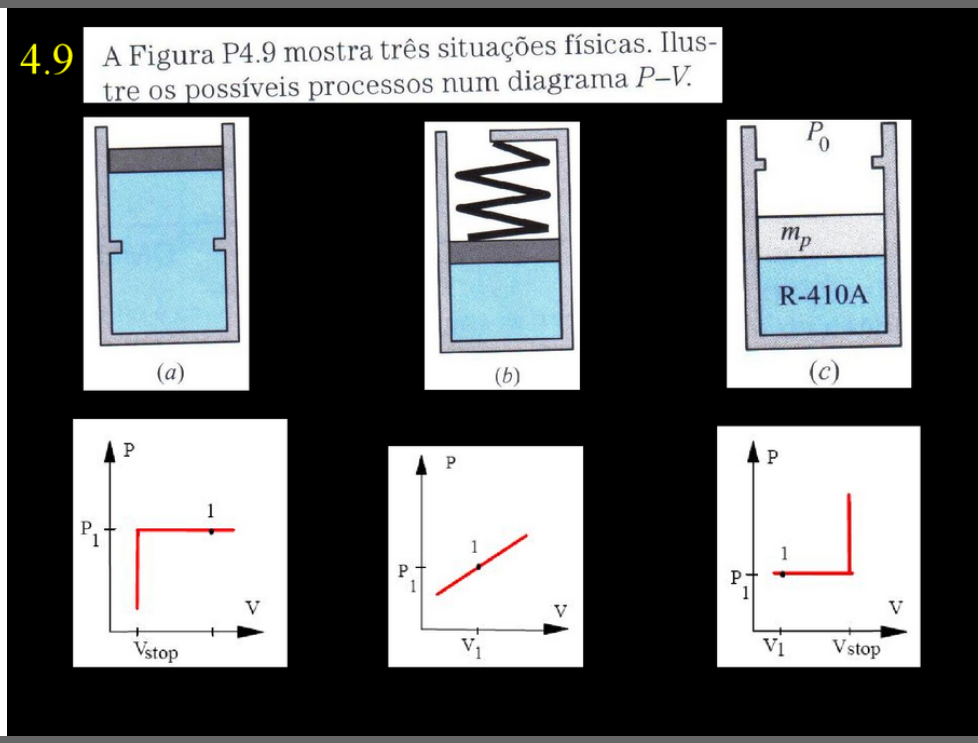 4.9
A Figura P4.9 mostra três situações físicas. Ilus-
tre os possíveis processos num diagrama P–V.
P0
mp
R-410A
(a)
(b)
(c)
P
1
P1
V
Vstop
P
1
P1
V
V1
P
1
P1
V
V1
Vstop